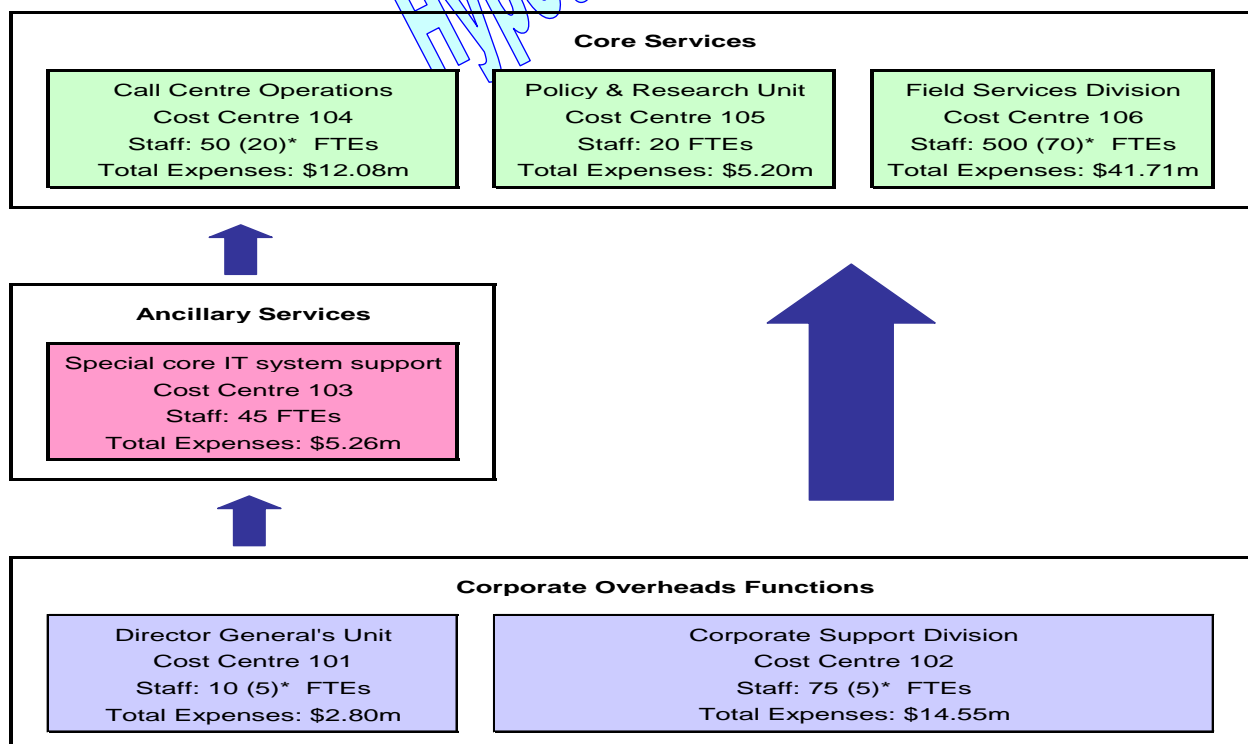 Core Services
Call Centre Operations
Cost Centre 104
Staff: 50 (20)* FTEs
Total Expenses: $12.08m
Policy & Research Unit
Cost Centre 105
Staff: 20 FTEs
Total Expenses: $5.20m
Field Services Division
Cost Centre 106
Staff: 500 (70)* FTEs
Total Expenses: $41.71m
Ancillary Services
Special core IT system support
Cost Centre 103
Staff: 45 FTEs
Total Expenses: $5.26m
Corporate Overheads Functions
Director General's Unit
Cost Centre 101
Staff: 10 (5)* FTEs
Total Expenses: $2.80m
Corporate Support Division
Cost Centre 102
Staff: 75 (5)* FTEs
Total Expenses: $14.55m